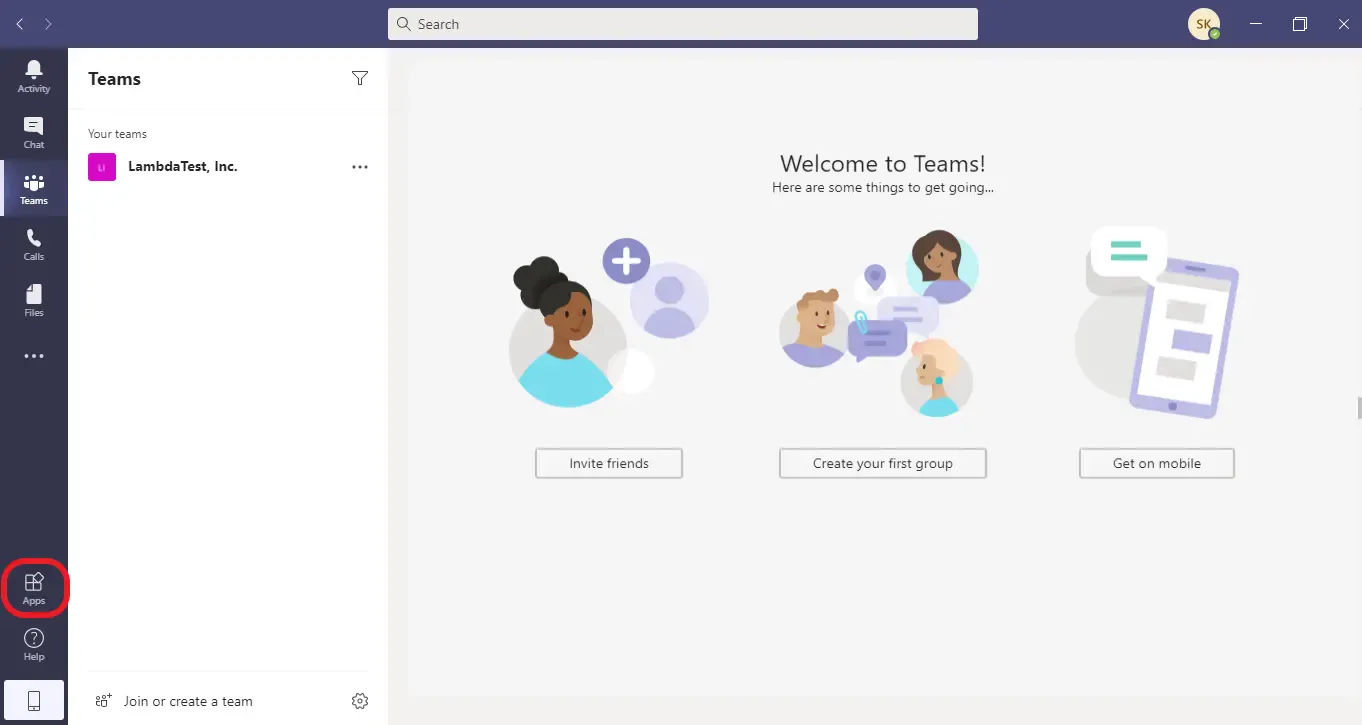 Search
SK
Activity
Chat
Teams
Calls
Files
Apps
Help
Teams
Your teams
LI
LambdaTest, Inc.
Join or create a team
Welcome to Teams!
Here are some things to get going...
Invite friends
Create your first group
Get on mobile